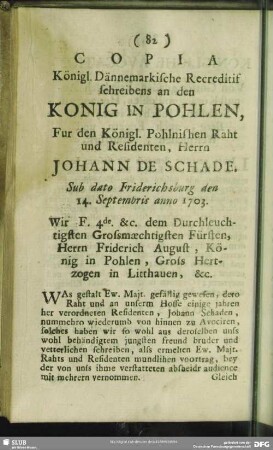 ( 82 )
COPIA
Königl. Dännemarkische Recreditif
schreibens an den
KONIG IN POHLEN,
Fur den Königl. Pohlnishen Raht
und Residenten, Herrn
JOHANN DE SCHADE.
Sub dato Friderichsburg den
14. Septembris anno 1703.
Wir F. 4de. &c. dem Durchleuch-
tigsten Grossmæchtigsten Fürsten,
Herrn Friderich August, Kö-
nig in Pohlen, Gross Hert-
zogen in Litthauen, &c.
WAs gestalt Ew. Majt. gefällig gewesen, dero
Raht und an unserm Hoffe einige jahren
her verordneten Residenten, Johann Schaden,
nummehro wiederumb von hinnen zu Avociren,
solches haben wir so wohl aus deroselben unss
wohl behändigtem jungsten freund bruder und
vetterlichen schreiben, alss ermelten Ew. Majt.
Rahts und Residenten mundlihen voortrag, bey
der von unss ihme verstatteten abscheidt audience
mit mehrern vernommen. Gleich
SLUB